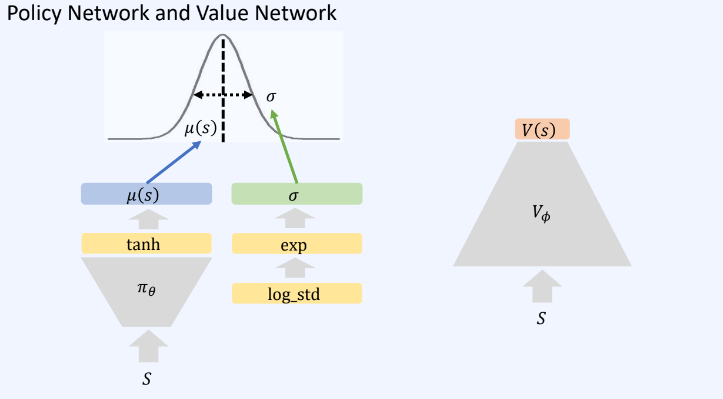 Policy Network and Value Network
σ
μ(s)
μ(s)
σ
tanh
exp
π_θ
log_std
S
V(s)
V_ϕ
S